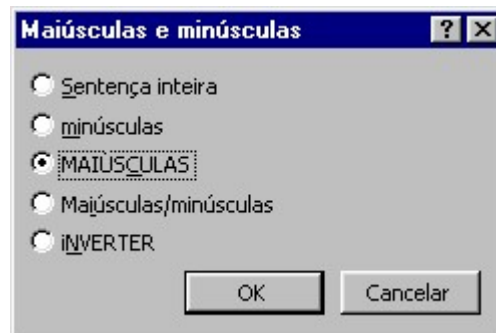 Maiúsculas e minúsculas
Sentença inteira
minúsculas
MAIÚSCULAS
Maiúsculas/minúsculas
iNVERTER
OK Cancelar